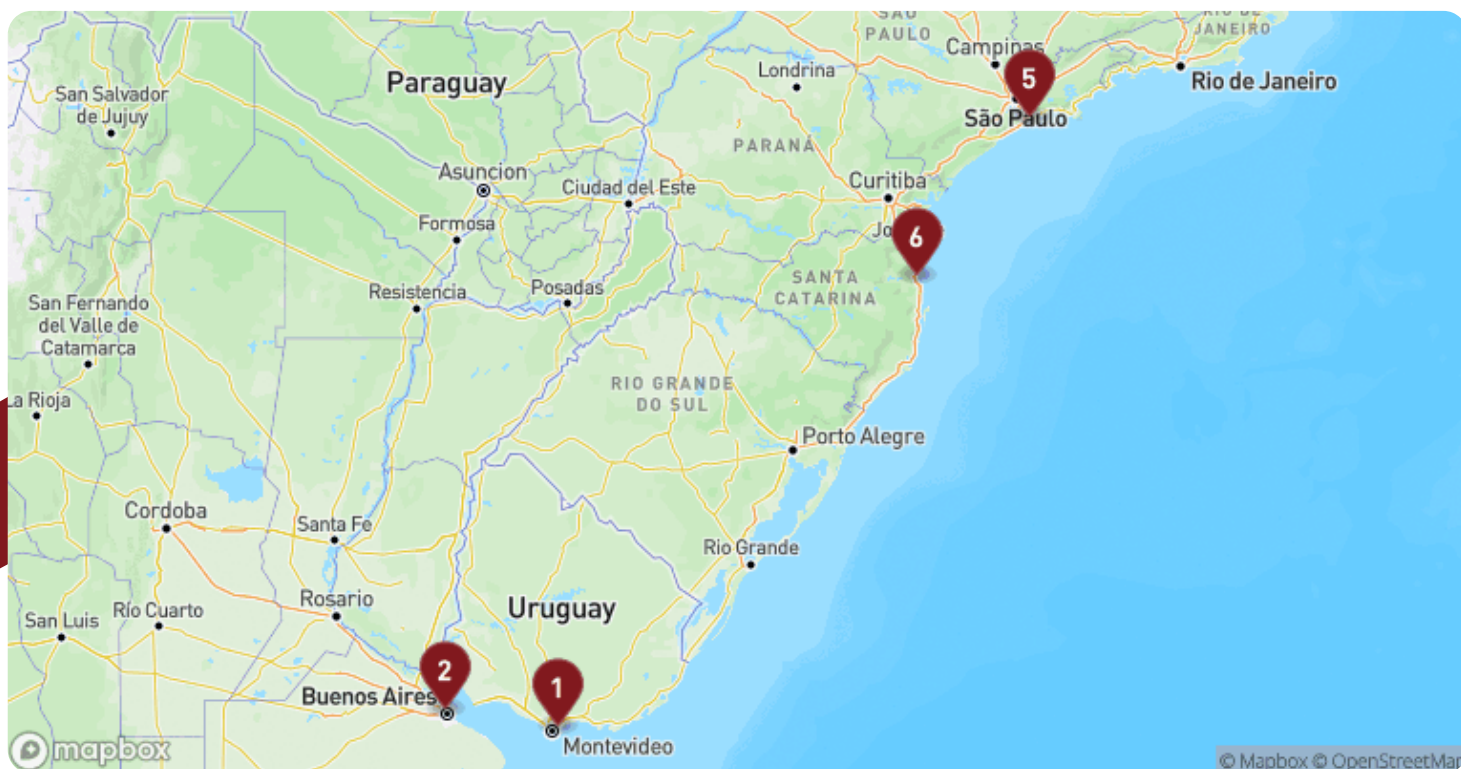 SÃO
PAULO
RIO DE
JANEIRO
Campinas
5
Rio de Janeiro
São Paulo
Londrina
Paraguay
San Salvador
de Jujuy
PARANÁ
Asuncion
Ciudad del Este
Curitiba
Formosa
6
Resistencia
Posadas
SANTA
CATARINA
San Fernando
del Valle de
Catamarca
La Rioja
RIO GRANDE
DO SUL
Porto Alegre
Cordoba
Santa Fe
Rio Grande
Rosario
Río Cuarto
San Luis
Uruguay
2
1
Buenos Aires
Montevideo
mapbox
© Mapbox © OpenStreetMap